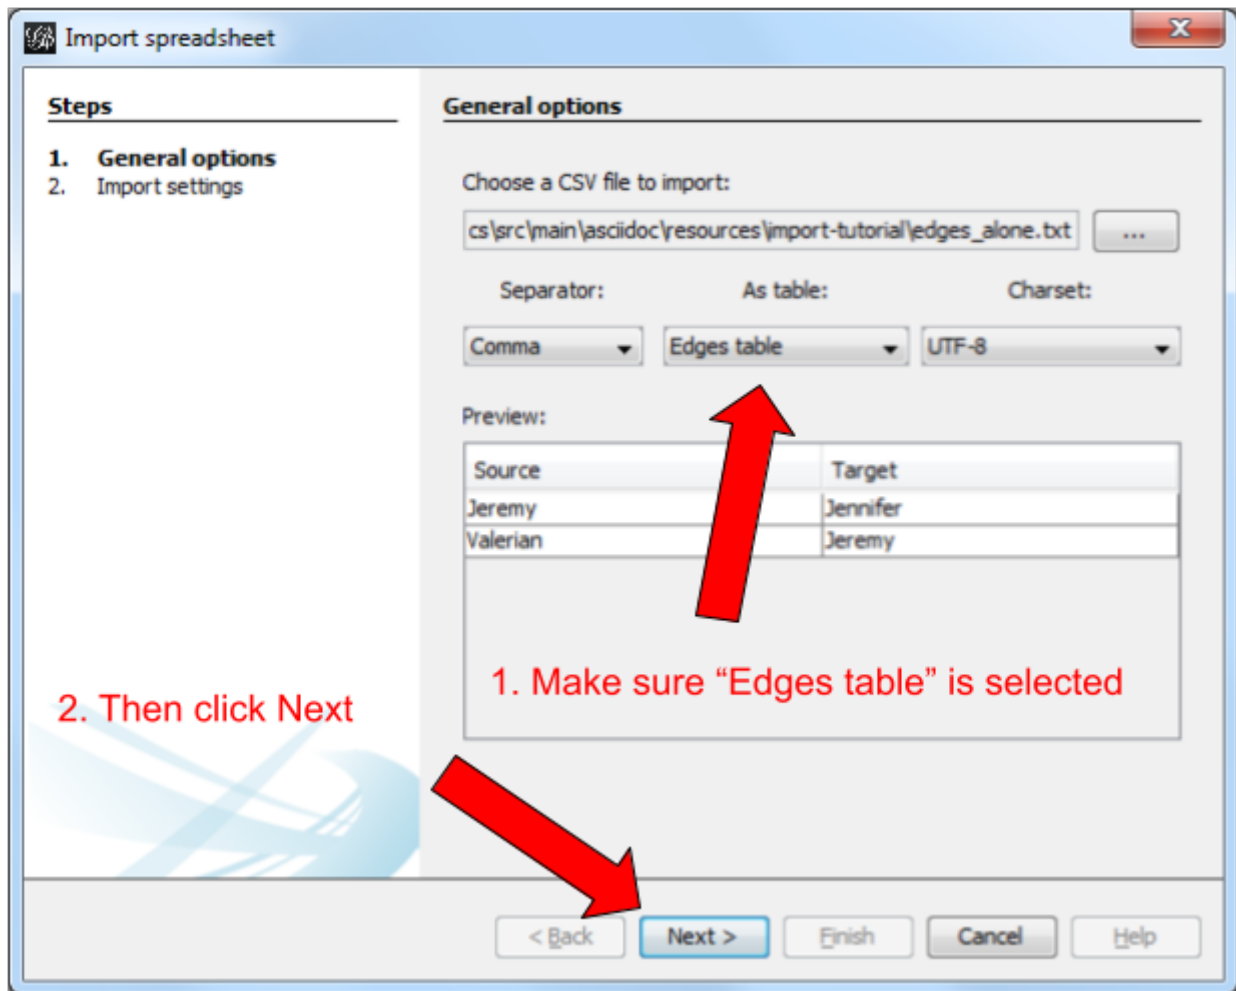 Import spreadsheet
Steps
1. General options
2. Import settings
General options
Choose a CSV file to import:
cs\src\main\asciidoc\resources\import-tutorial\edges_alone.txt ...
Separator: As table: Charset:
Comma Edges table UTF-8
Preview:
Source Target
Jeremy Jennifer
Valerian Jeremy
1. Make sure “Edges table” is selected
2. Then click Next
< Back Next > Finish Cancel Help